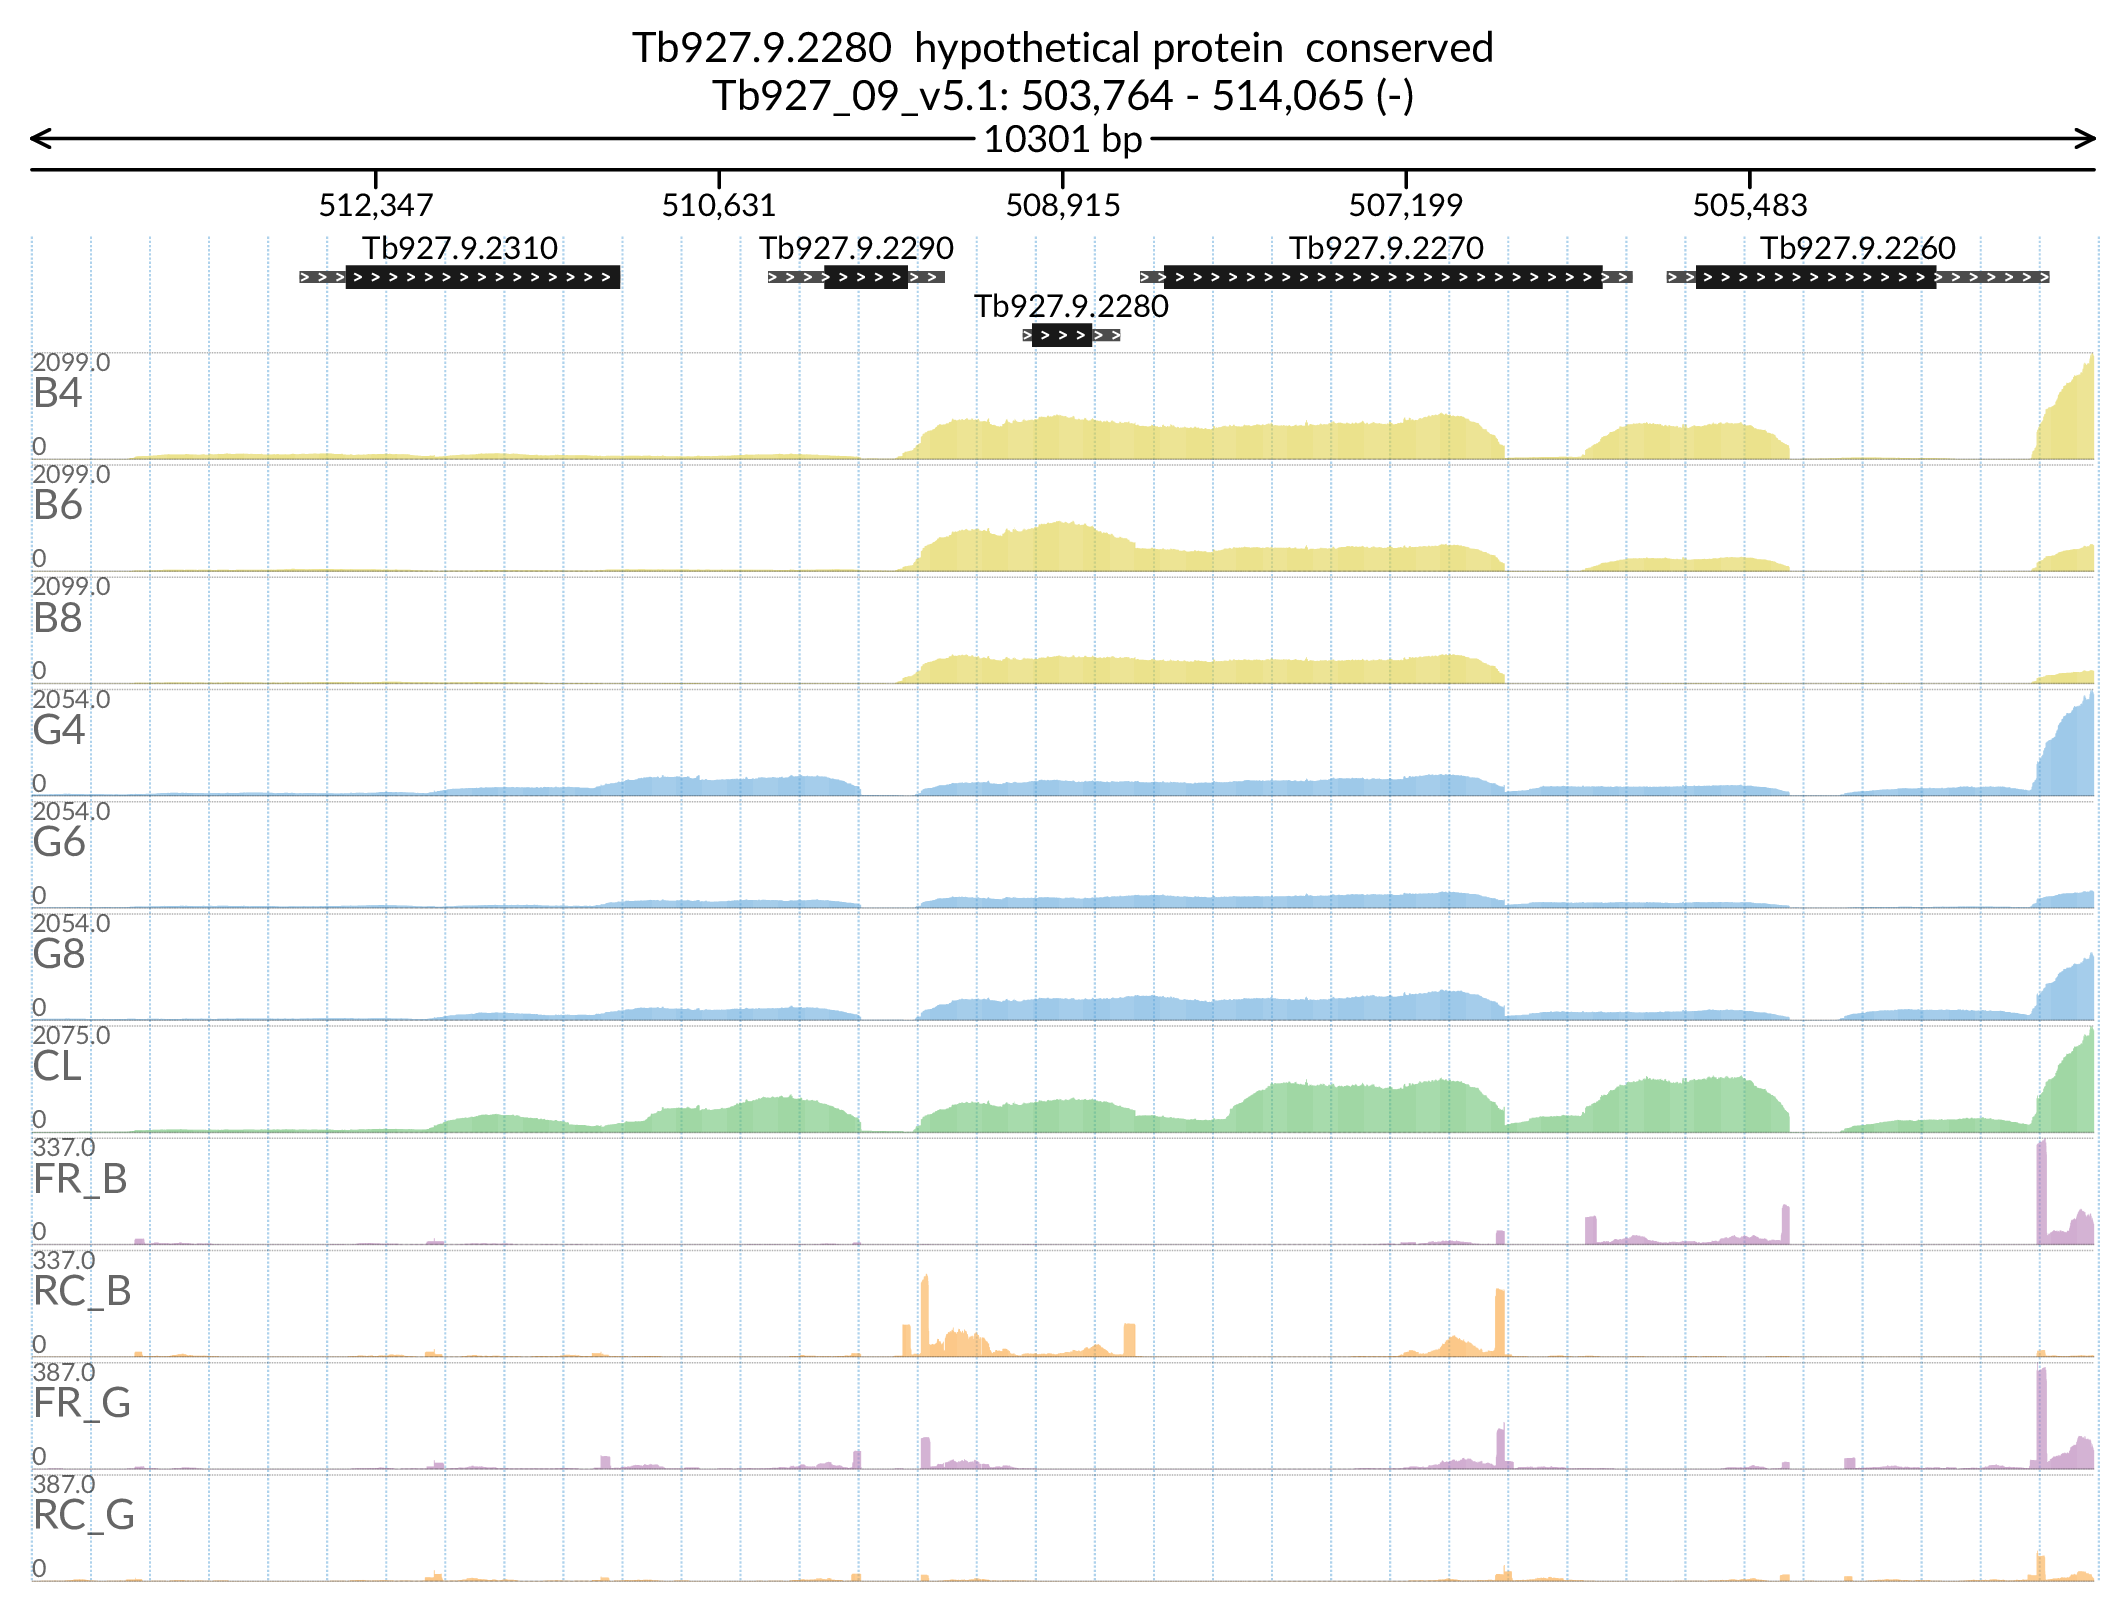 Tb927.9.2280  hypothetical protein  conserved
Tb927_09_v5.1: 503,764 - 514,065 (-)
10301 bp
512,347 510,631 508,915 507,199 505,483
Tb927.9.2310 Tb927.9.2290 Tb927.9.2270 Tb927.9.2260
Tb927.9.2280
2099.0
B4
0
2099.0
B6
0
2099.0
B8
0
2054.0
G4
0
2054.0
G6
0
2054.0
G8
0
2075.0
CL
0
337.0
FR_B
0
337.0
RC_B
0
387.0
FR_G
0
387.0
RC_G
0